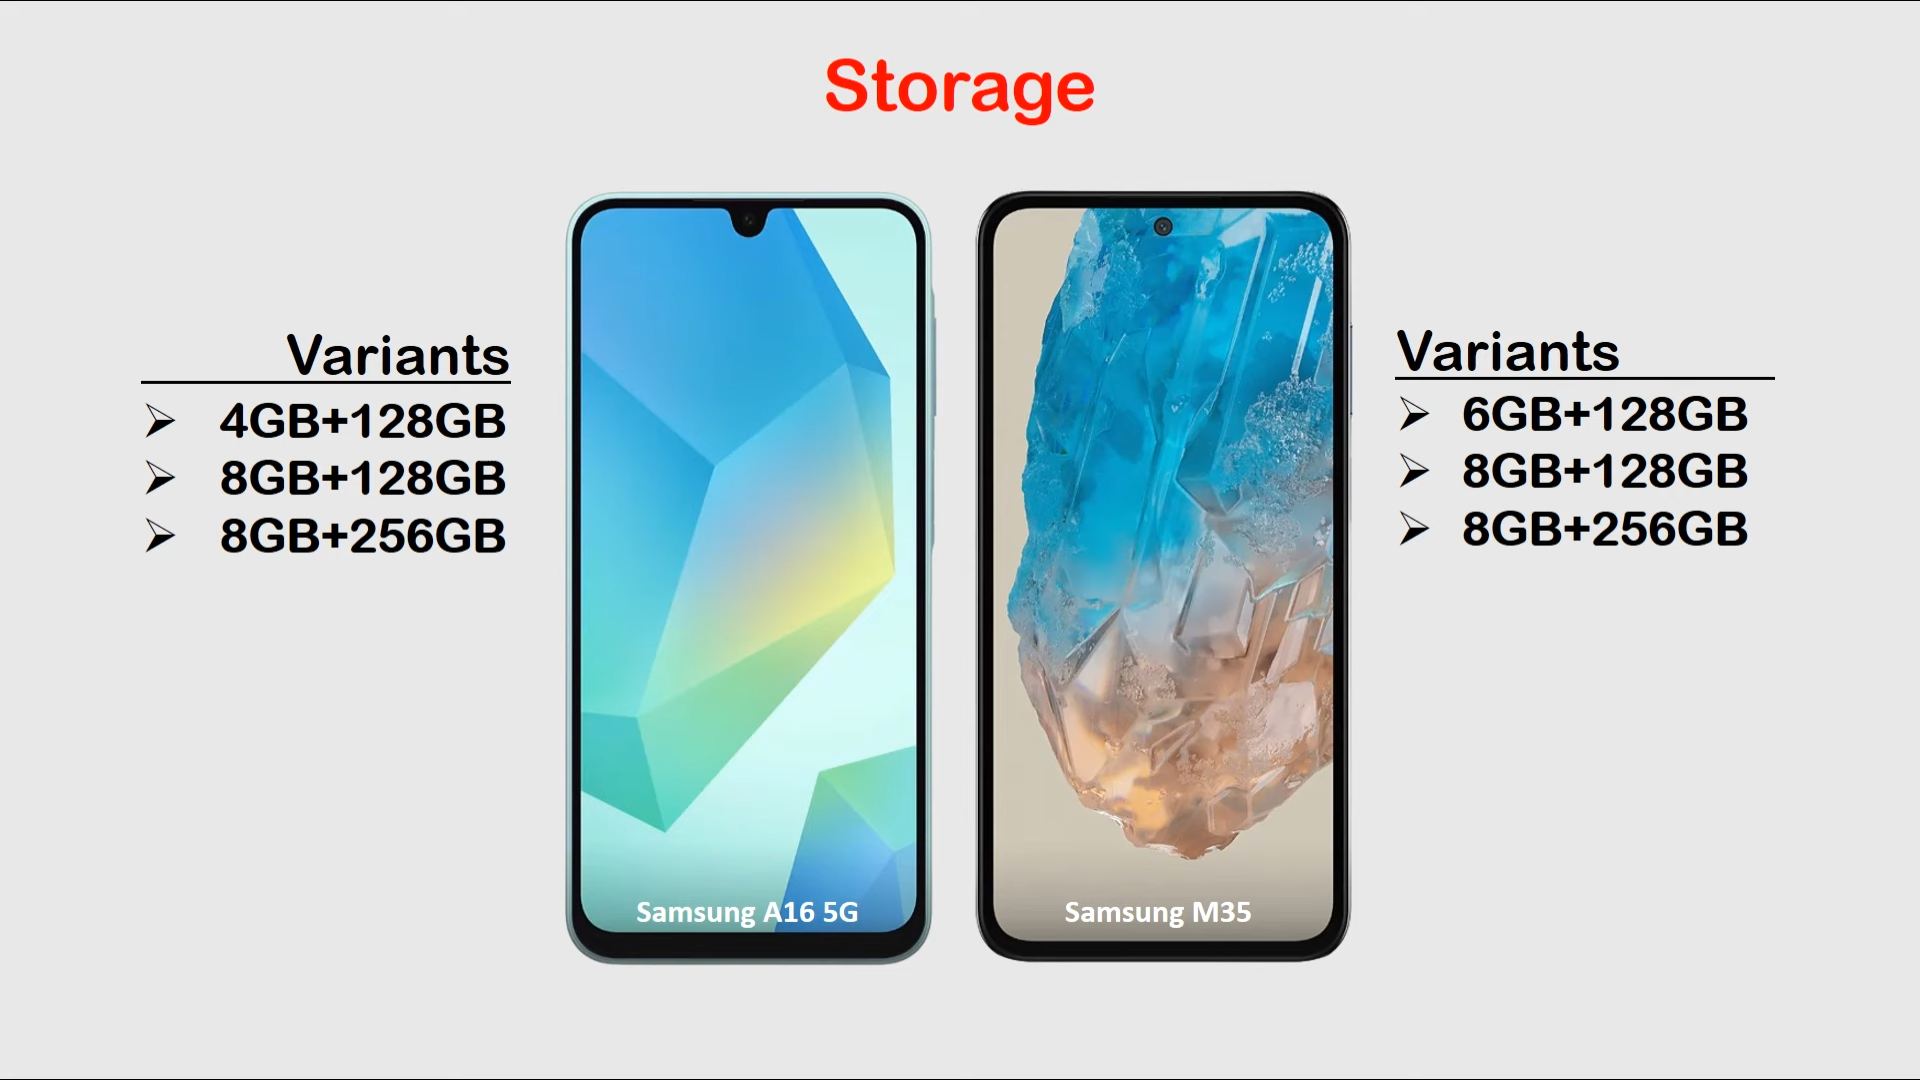 Storage
Variants
➢ 4GB+128GB
➢ 8GB+128GB
➢ 8GB+256GB
Samsung A16 5G
Samsung M35
Variants
➢ 6GB+128GB
➢ 8GB+128GB
➢ 8GB+256GB